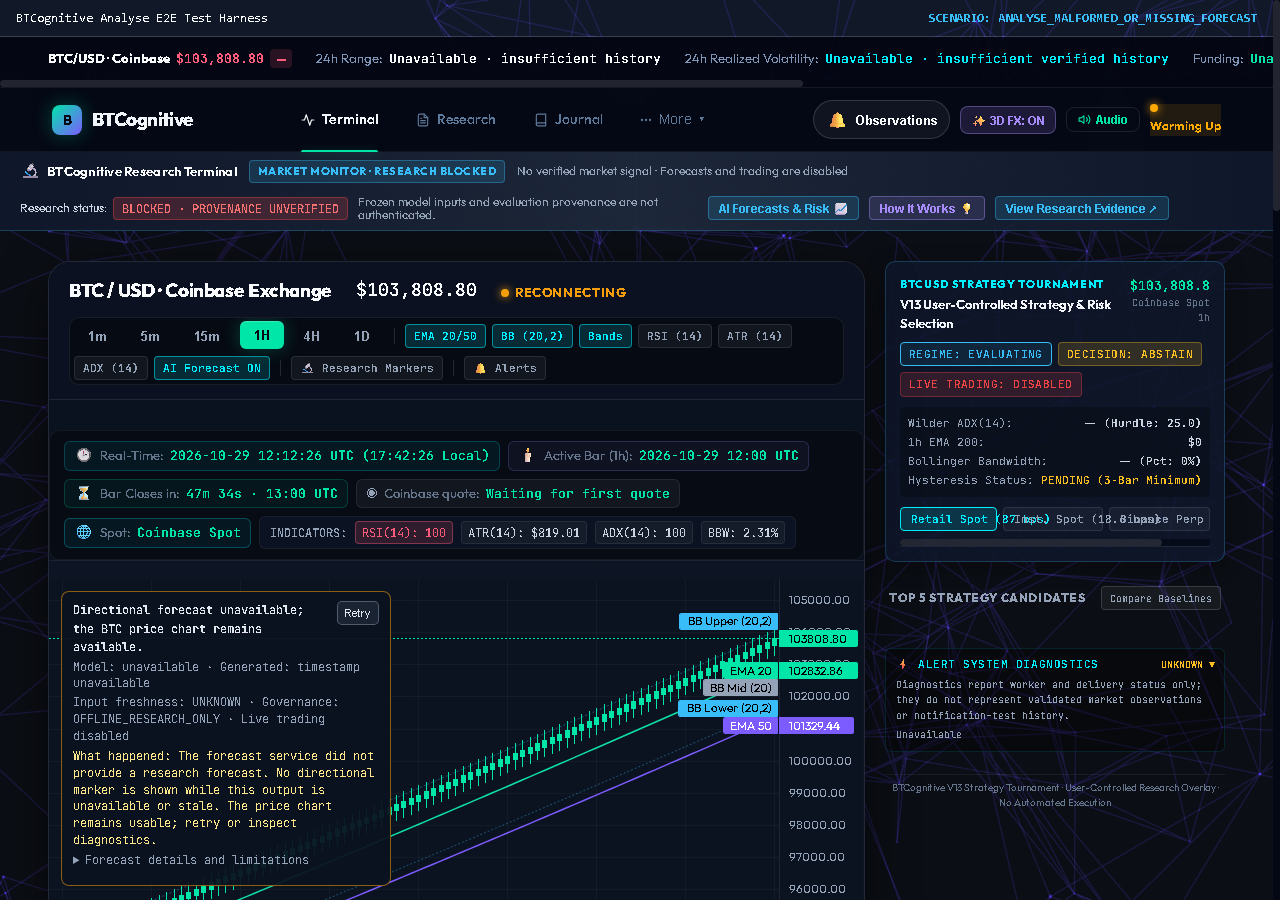 BTCognitive Analyse E2E Test Harness
SCENARIO: ANALYSE_MALFORMED_OR_MISSING_FORECAST
BTC/USD · Coinbase $103,808.80 — 24h Range: Unavailable · insufficient history 24h Realized Volatility: Unavailable · insufficient verified history Funding: Una
B BTCognitive Terminal Research Journal ··· More ▾ Observations ✨ 3D FX: ON Audio Warming Up
BTCognitive Research Terminal MARKET MONITOR · RESEARCH BLOCKED No verified market signal · Forecasts and trading are disabled
Research status: BLOCKED · PROVENANCE UNVERIFIED Frozen model inputs and evaluation provenance are not
authenticated.
AI Forecasts & Risk How It Works View Research Evidence ↗
BTC / USD · Coinbase Exchange $103,808.80 RECONNECTING
1m 5m 15m 1H 4H 1D EMA 20/50 BB (20,2) Bands RSI (14) ATR (14)
ADX (14) AI Forecast ON Research Markers Alerts
Real-Time: 2026-10-29 12:12:26 UTC (17:42:26 Local) Active Bar (1h): 2026-10-29 12:00 UTC
Bar Closes in: 47m 34s · 13:00 UTC Coinbase quote: Waiting for first quote
Spot: Coinbase Spot INDICATORS: RSI(14): 100 ATR(14): $819.01 ADX(14): 100 BBW: 2.31%
Directional forecast unavailable;
the BTC price chart remains
available.
Retry
Model: unavailable · Generated: timestamp
unavailable
Input freshness: UNKNOWN · Governance:
OFFLINE_RESEARCH_ONLY · Live trading
disabled
What happened: The forecast service did not
provide a research forecast. No directional
marker is shown while this output is
unavailable or stale. The price chart
remains usable; retry or inspect
diagnostics.
▶ Forecast details and limitations
105000.00
BB Upper (20,2)
103808.80
EMA 20 102832.86
BB Mid (20)
102000.00
BB Lower (20,2)
EMA 50 101329.44
100000.00
99000.00
98000.00
97000.00
96000.00
BTCUSD STRATEGY TOURNAMENT
V13 User-Controlled Strategy & Risk
Selection
$103,808.8
Coinbase Spot
1h
REGIME: EVALUATING DECISION: ABSTAIN
LIVE TRADING: DISABLED
Wilder ADX(14): — (Hurdle: 25.0)
1h EMA 200: $0
Bollinger Bandwidth: — (Pct: 0%)
Hysteresis Status: PENDING (3-Bar Minimum)
Retail Spot Spot Perp
TOP 5 STRATEGY CANDIDATES Compare Baselines
ALERT SYSTEM DIAGNOSTICS UNKNOWN ▼
Diagnostics report worker and delivery status only;
they do not represent validated market observations
or notification-test history.
Unavailable
BTCognitive V13 Strategy Tournament · User-Controlled Research Overlay ·
No Automated Execution